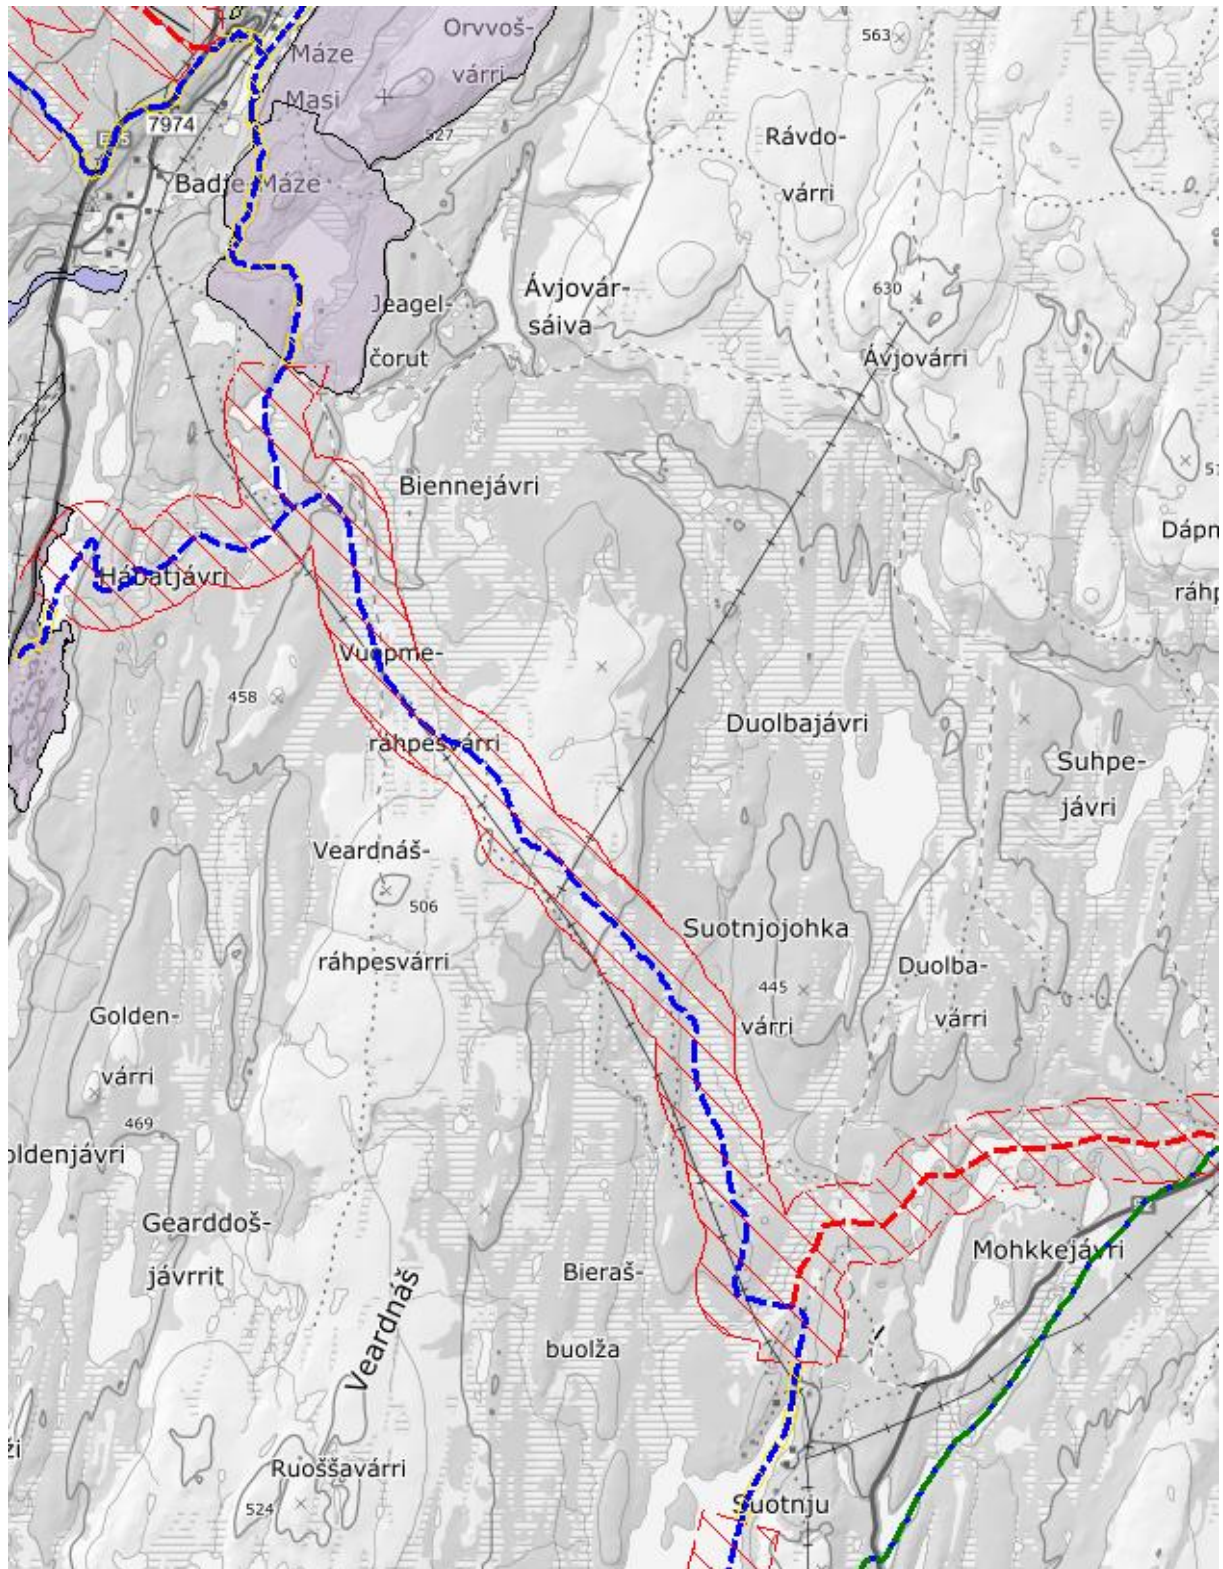 Orvvoš-
563
Máze
várri
Masi
7974
527
Rávdo-
Badje Máze
várri
630
Ávjovár-
Jeagel-
sáiva
čorut
Ávjovárri
Biennejávri
Dápm
Hábatjávri
ráhp
Vuopme-
458
Duolbajávri
ráhpesvárri
Suhpe-
jávri
Veardnáš-
506
Suotnjojohka
ráhpesvárri
Duolba-
445
Golden-
várri
várri
várri
469
oldenjávri
Gearddoš-
Mohkkejávri
jávrrit
Bieraš-
Veardnáš
buolža
Ruoššavárri
524
Suotnju